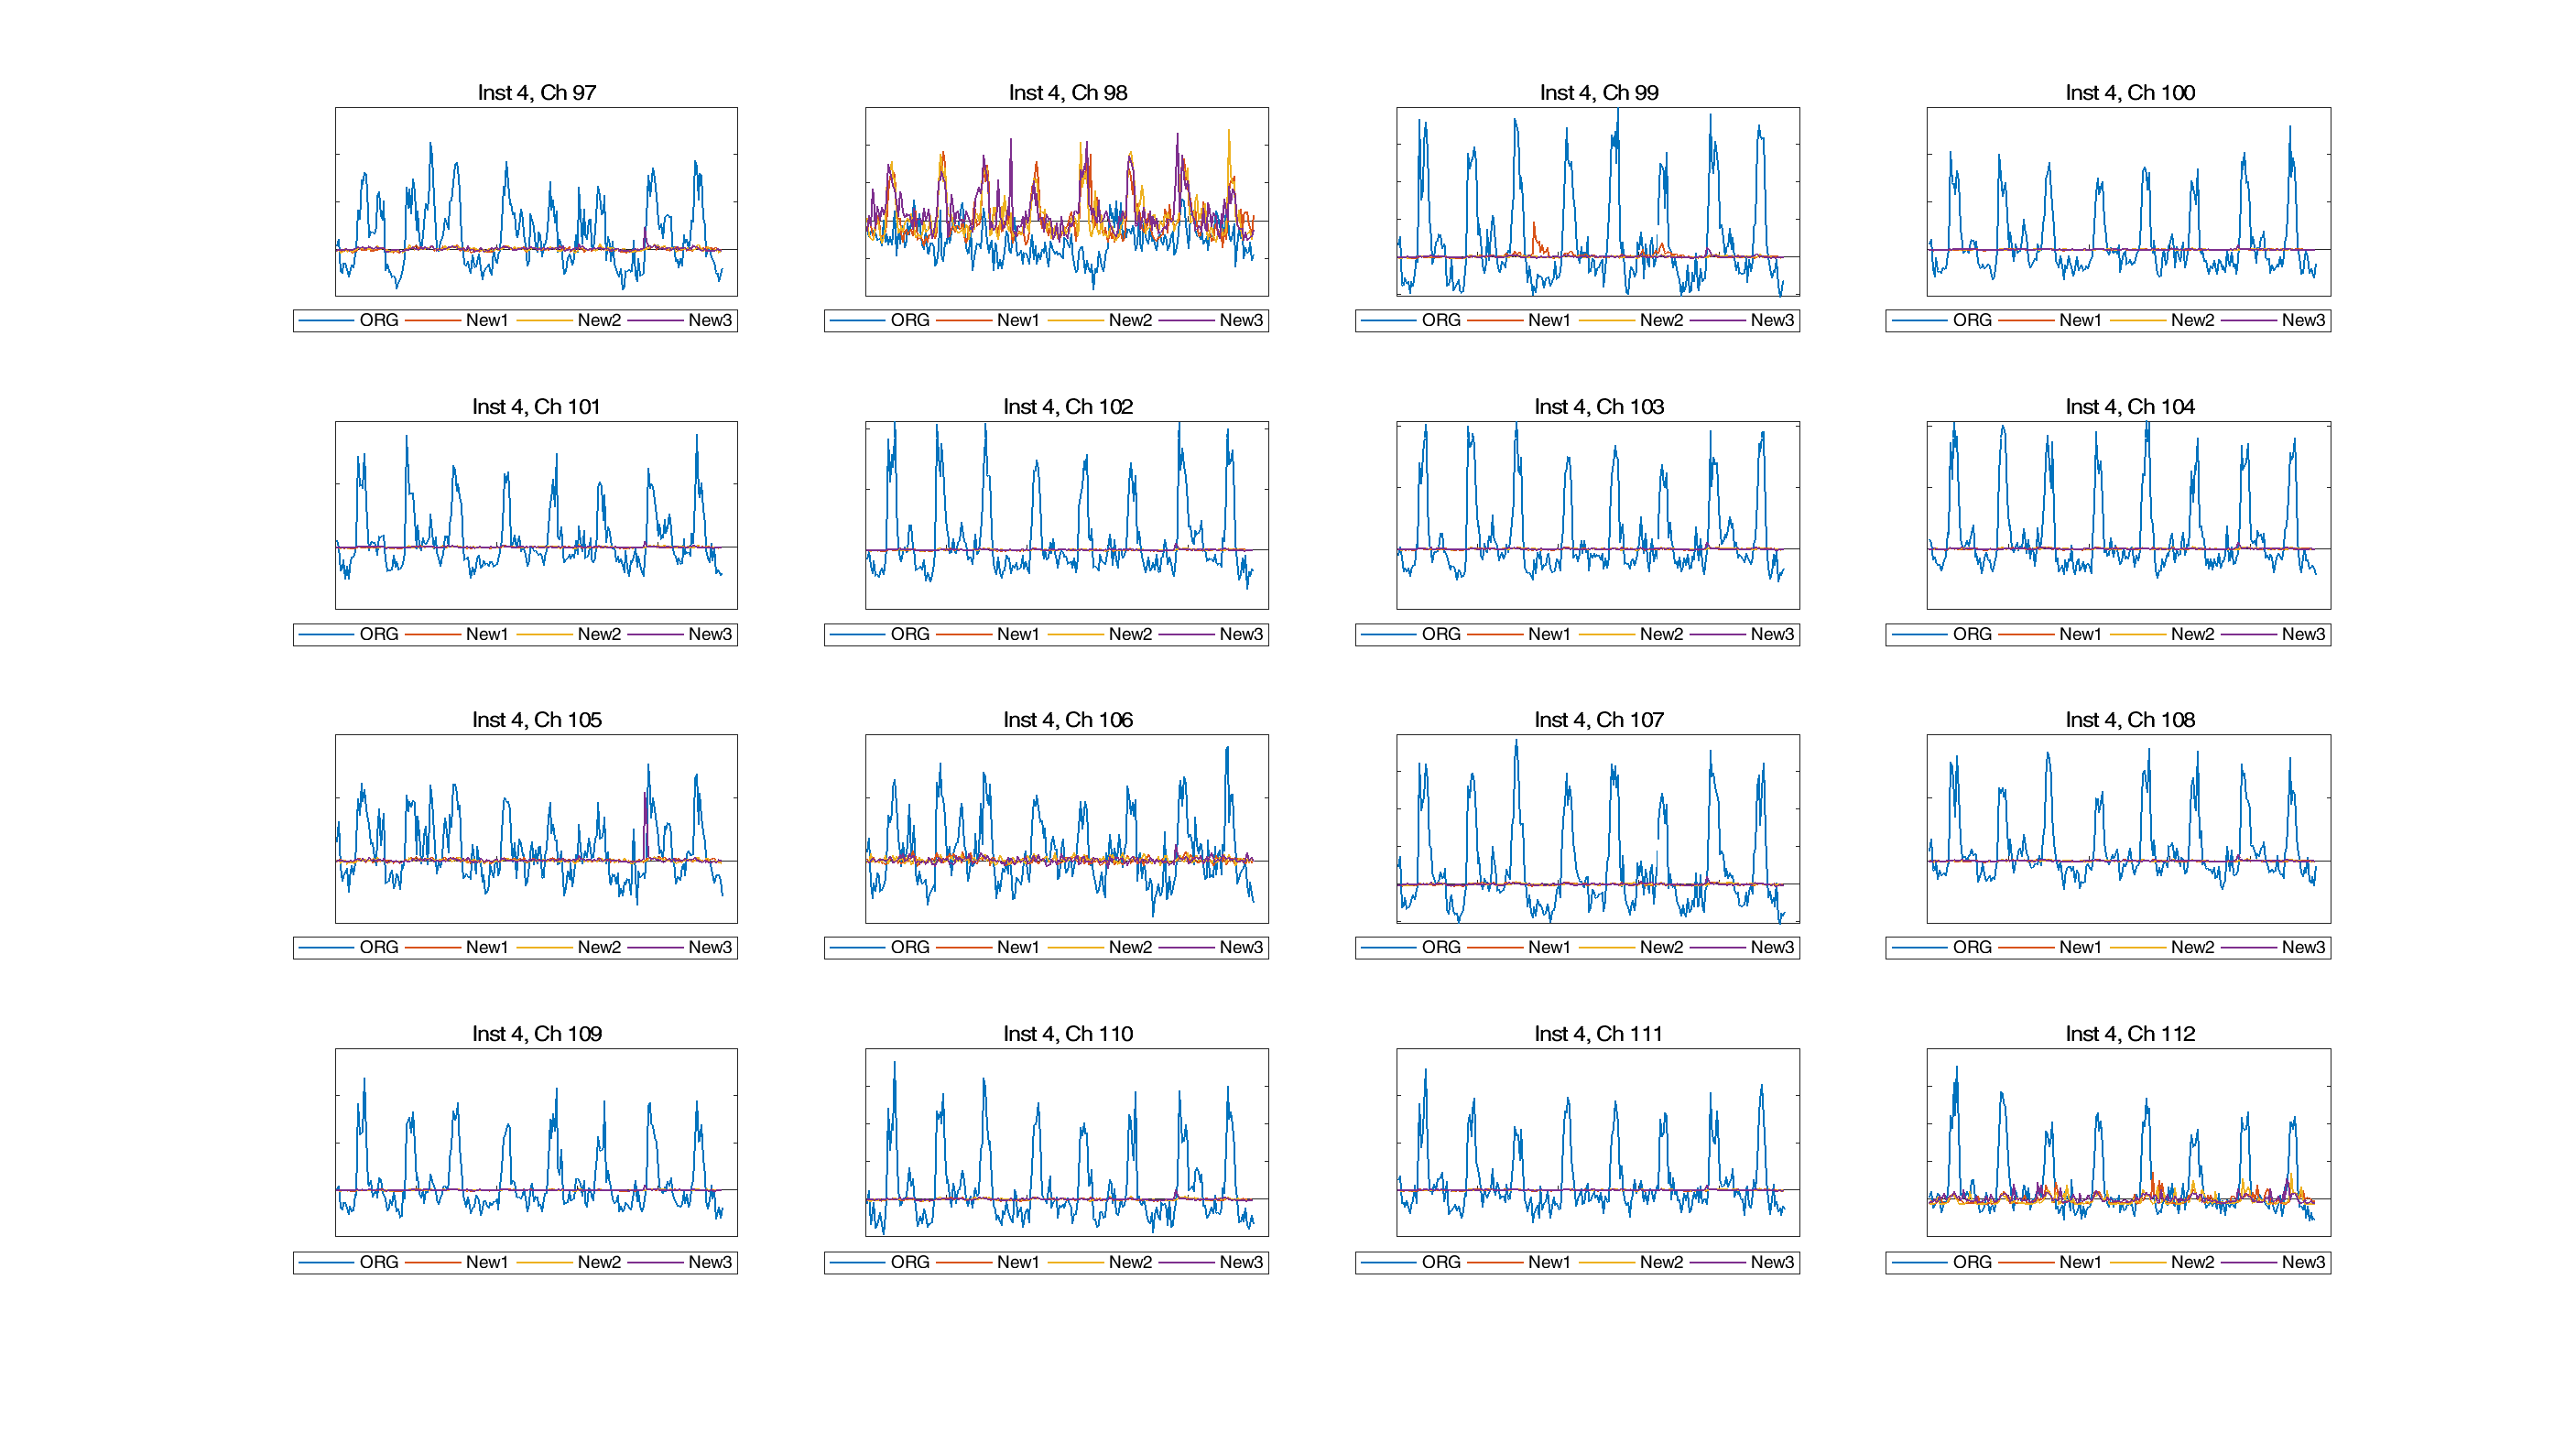 Inst 4, Ch 97
ORG New1 New2 New3
Inst 4, Ch 98
ORG New1 New2 New3
Inst 4, Ch 99
ORG New1 New2 New3
Inst 4, Ch 100
ORG New1 New2 New3
Inst 4, Ch 101
ORG New1 New2 New3
Inst 4, Ch 102
ORG New1 New2 New3
Inst 4, Ch 103
ORG New1 New2 New3
Inst 4, Ch 104
ORG New1 New2 New3
Inst 4, Ch 105
ORG New1 New2 New3
Inst 4, Ch 106
ORG New1 New2 New3
Inst 4, Ch 107
ORG New1 New2 New3
Inst 4, Ch 108
ORG New1 New2 New3
Inst 4, Ch 109
ORG New1 New2 New3
Inst 4, Ch 110
ORG New1 New2 New3
Inst 4, Ch 111
ORG New1 New2 New3
Inst 4, Ch 112
ORG New1 New2 New3